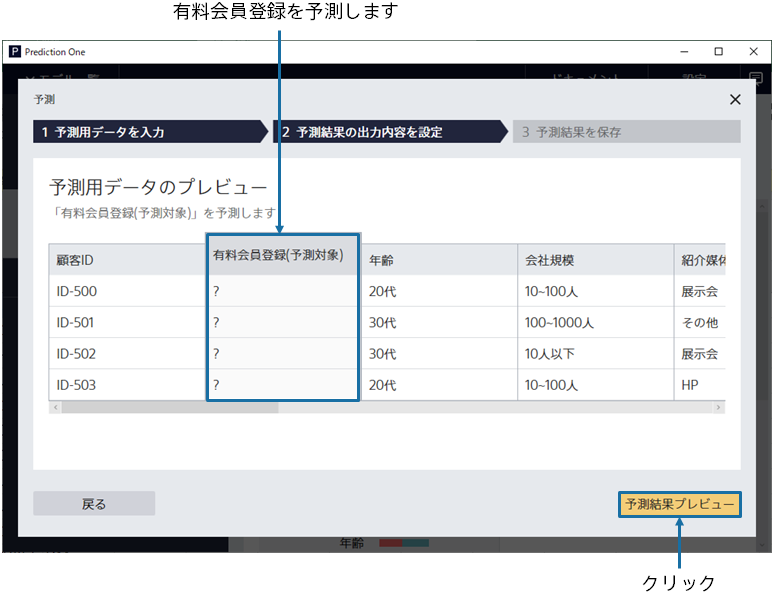 有料会員登録を予測します
Prediction One
設定
予測
1 予測用データを入力
2 予測結果の出力内容を設定
3 予測結果を保存
予測用データのプレビュー
「有料会員登録(予測対象)」を予測します
顧客ID 有料会員登録(予測対象) 年齢 会社規模 紹介媒体
ID-500 ? 20代 10~100人 展示会
ID-501 ? 30代 100~1000人 その他
ID-502 ? 30代 10人以下 展示会
ID-503 ? 20代 10~100人 HP
戻る
予測結果プレビュー
年齢
クリック